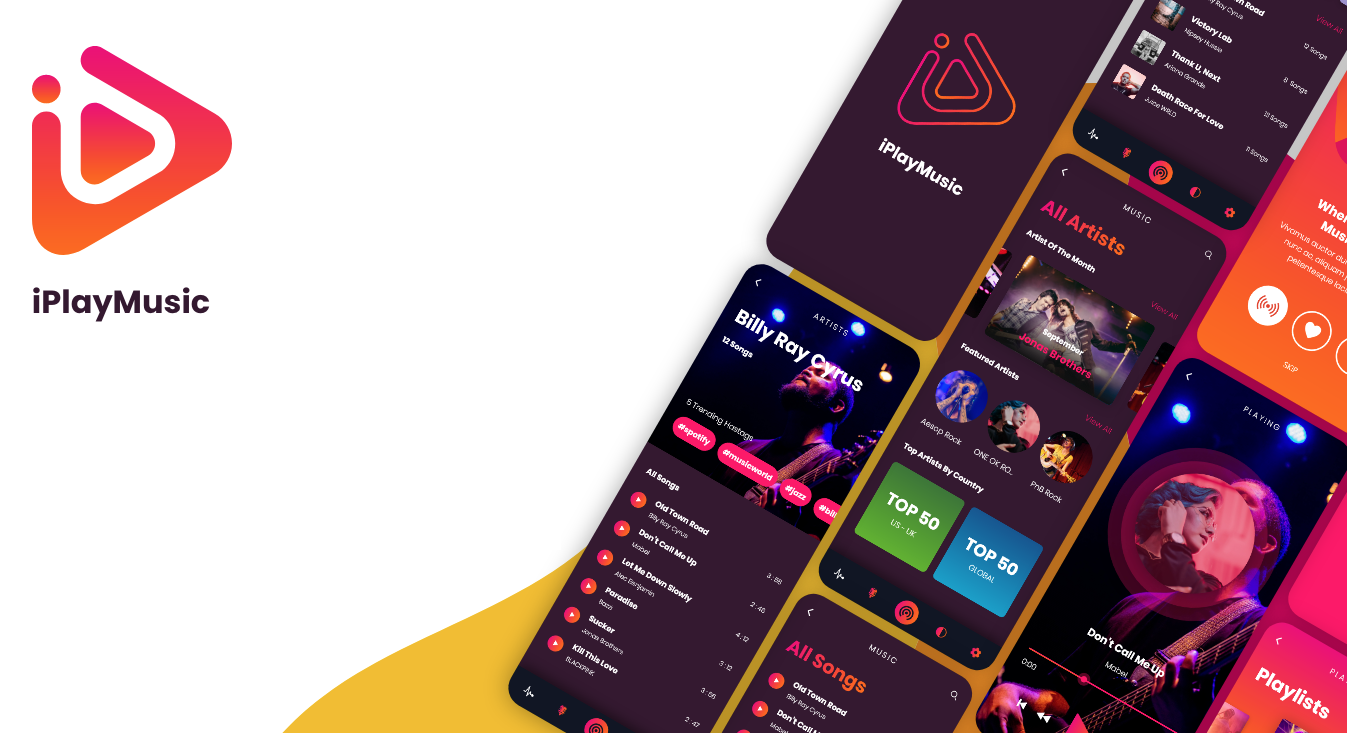 iPlayMusic
iPlayMusic
Road
Ray Cyrus
View All
Victory Lab
Nipsey Hussle
12 Songs
Thank U, Next
Ariana Grande
8 Songs
Death Race For Love
Juice WRLD
13 Songs
11 Songs
MUSIC
All Artists
Artist Of The Month
View All
September
Jonas Brothers
Featured Artists
View All
Aesop Rock
ONE OK RO..
PnB Rock
Top Artists By Country
TOP 50
US - UK
TOP 50
GLOBAL
ARTISTS
Billy Ray Cyrus
12 Songs
5 Trending Hastags
#spotify
#musicworld
#jazz
#bill
All Songs
Old Town Road
Billy Ray Cyrus
3 : 58
Don't Call Me Up
Mabel
2 : 48
Let Me Down Slowly
Alec Benjamin
4 : 12
Paradise
Bazzi
3 : 12
Sucker
Jonas Brothers
3 : 56
Kill This Love
BLACKPINK
2 : 47
MUSIC
All Songs
Old Town Road
Billy Ray Cyrus
Don't
Mabel
Musi
Vivamus auctor du
nunc ac, aliquam
pellentesque lac
SKIP
PLAYING
Don't Call Me Up
Mabel
0:00
PLA
Playlists